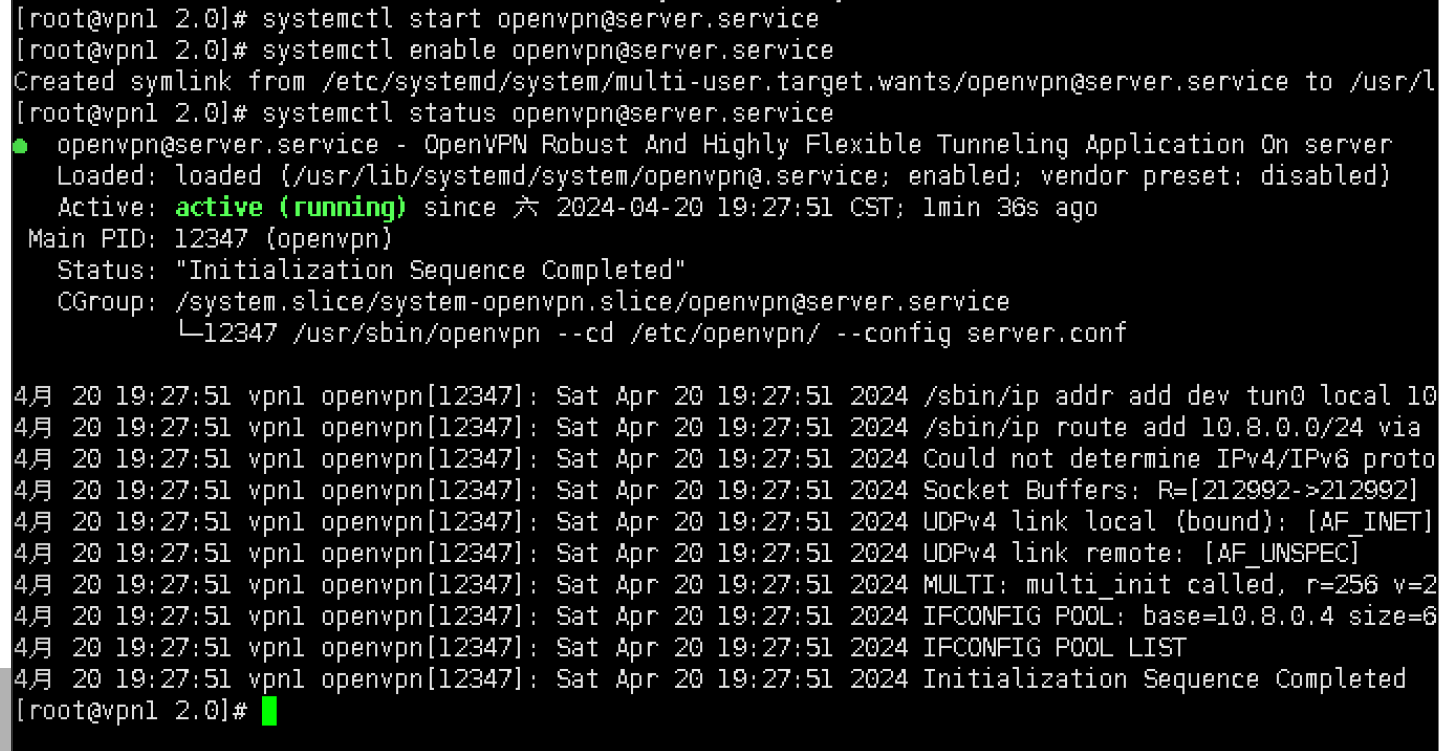 [root@vpn1 2.0]# systemctl start openvpn@server.service
[root@vpn1 2.0]# systemctl enable openvpn@server.service
Created symlink from /etc/systemd/system/multi-user.target.wants/openvpn@server.service to /usr/l
[root@vpn1 2.0]# systemctl status openvpn@server.service
● openvpn@server.service - OpenVPN Robust And Highly Flexible Tunneling Application On server
Loaded: loaded (/usr/lib/systemd/system/openvpn@.service; enabled; vendor preset: disabled)
Active: active (running) since 六 2024-04-20 19:27:51 CST; 1min 36s ago
Main PID: 12347 (openvpn)
Status: "Initialization Sequence Completed"
CGroup: /system.slice/system-openvpn.slice/openvpn@server.service
└─12347 /usr/sbin/openvpn --cd /etc/openvpn/ --config server.conf
4月 20 19:27:51 vpn1 openvpn[12347]: Sat Apr 20 19:27:51 2024 /sbin/ip addr add dev tun0 local 10
4月 20 19:27:51 vpn1 openvpn[12347]: Sat Apr 20 19:27:51 2024 /sbin/ip route add 10.8.0.0/24 via
4月 20 19:27:51 vpn1 openvpn[12347]: Sat Apr 20 19:27:51 2024 Could not determine IPv4/IPv6 proto
4月 20 19:27:51 vpn1 openvpn[12347]: Sat Apr 20 19:27:51 2024 Socket Buffers: R=[212992->212992]
4月 20 19:27:51 vpn1 openvpn[12347]: Sat Apr 20 19:27:51 2024 UDPv4 link local (bound): [AF_INET]
4月 20 19:27:51 vpn1 openvpn[12347]: Sat Apr 20 19:27:51 2024 UDPv4 link remote: [AF_UNSPEC]
4月 20 19:27:51 vpn1 openvpn[12347]: Sat Apr 20 19:27:51 2024 MULTI: multi_init called, r=256 v=2
4月 20 19:27:51 vpn1 openvpn[12347]: Sat Apr 20 19:27:51 2024 IFCONFIG POOL: base=10.8.0.4 size=6
4月 20 19:27:51 vpn1 openvpn[12347]: Sat Apr 20 19:27:51 2024 IFCONFIG POOL LIST
4月 20 19:27:51 vpn1 openvpn[12347]: Sat Apr 20 19:27:51 2024 Initialization Sequence Completed
[root@vpn1 2.0]#